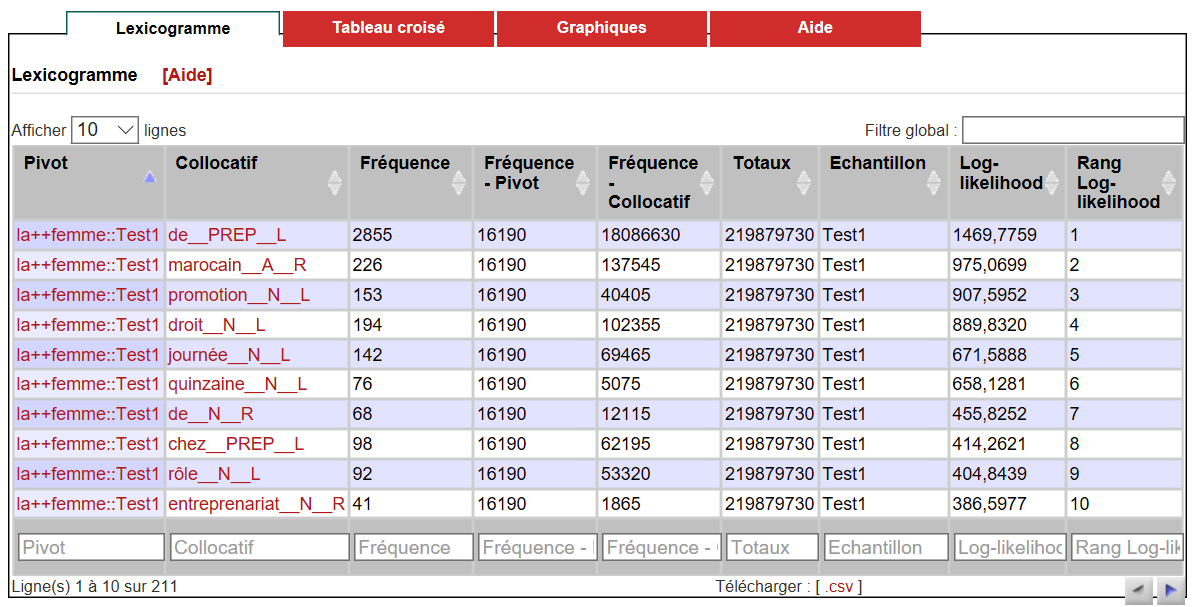 Lexicogramme Tableau croisé Graphiques Aide
Lexicogramme [Aide]
Afficher 10 lignes Filtre global :
Pivot Collocatif Fréquence Fréquence - Pivot Fréquence - Collocatif Totaux Echantillon Log-likelihood Rang Log-likelihood
la++femme::Test1 de__PREP__L 2855 16190 18086630 219879730 Test1 1469,7759 1
la++femme::Test1 marocain__A__R 226 16190 137545 219879730 Test1 975,0699 2
la++femme::Test1 promotion__N__L 153 16190 40405 219879730 Test1 907,5952 3
la++femme::Test1 droit__N__L 194 16190 102355 219879730 Test1 889,8320 4
la++femme::Test1 journée__N__L 142 16190 69465 219879730 Test1 671,5888 5
la++femme::Test1 quinzaine__N__L 76 16190 5075 219879730 Test1 658,1281 6
la++femme::Test1 de__N__R 68 16190 12115 219879730 Test1 455,8252 7
la++femme::Test1 chez__PREP__L 98 16190 62195 219879730 Test1 414,2621 8
la++femme::Test1 rôle__N__L 92 16190 53320 219879730 Test1 404,8439 9
la++femme::Test1 entreprenariat__N__R 41 16190 1865 219879730 Test1 386,5977 10
Pivot Collocatif Fréquence Fréquence - Fréquence - Totaux Echantillon Log-likelihoo Rang Log-lik
Ligne(s) 1 à 10 sur 211 Télécharger : [ .csv ]